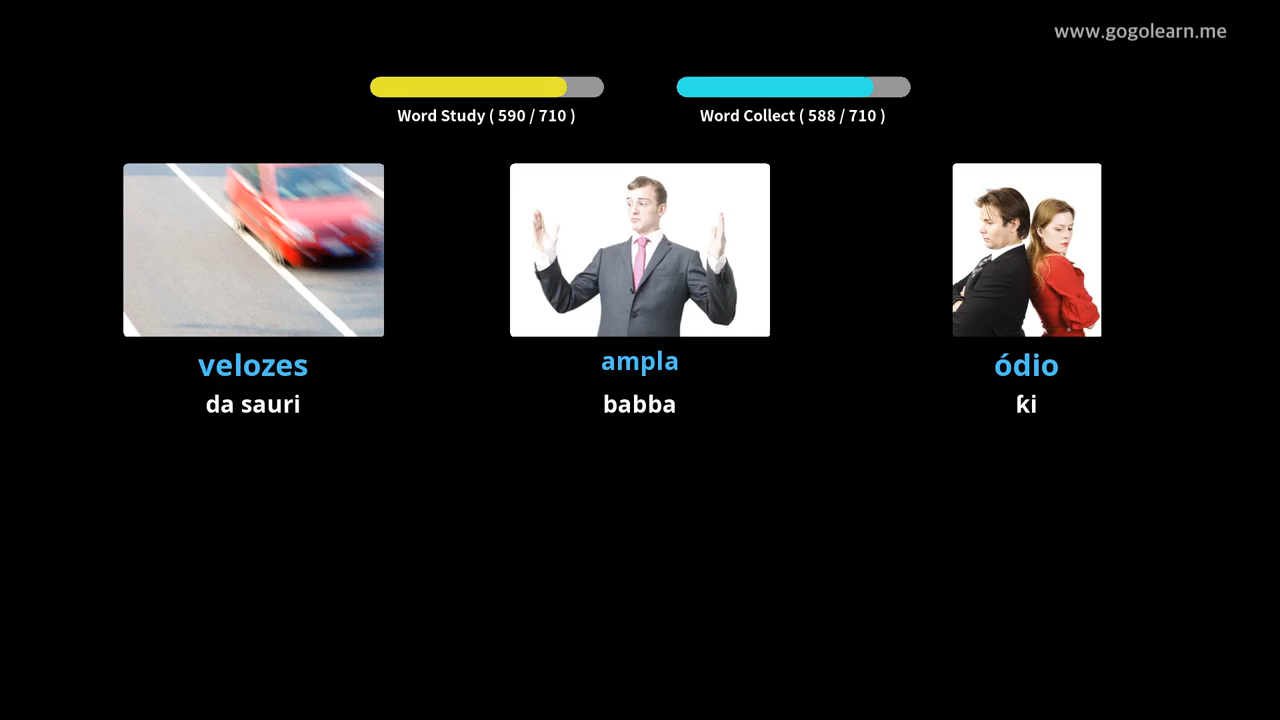 www.gogolearn.me
Word Study ( 590 / 710 )
Word Collect ( 588 / 710 )
velozes
ampla
ódio
da sauri
babba
ƙi